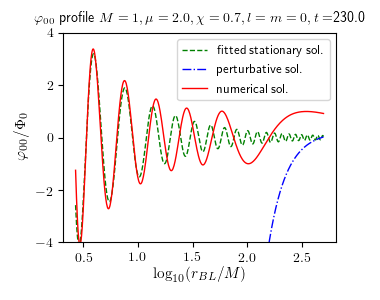 φ₀₀ profile M = 1, μ = 2.0, χ = 0.7, l = m = 0, t =230.0
fitted stationary sol.
perturbative sol.
numerical sol.
4
2
0
−2
−4
φ₀₀/Φ₀
0.5 1.0 1.5 2.0 2.5
log₁₀(r_BL/M)